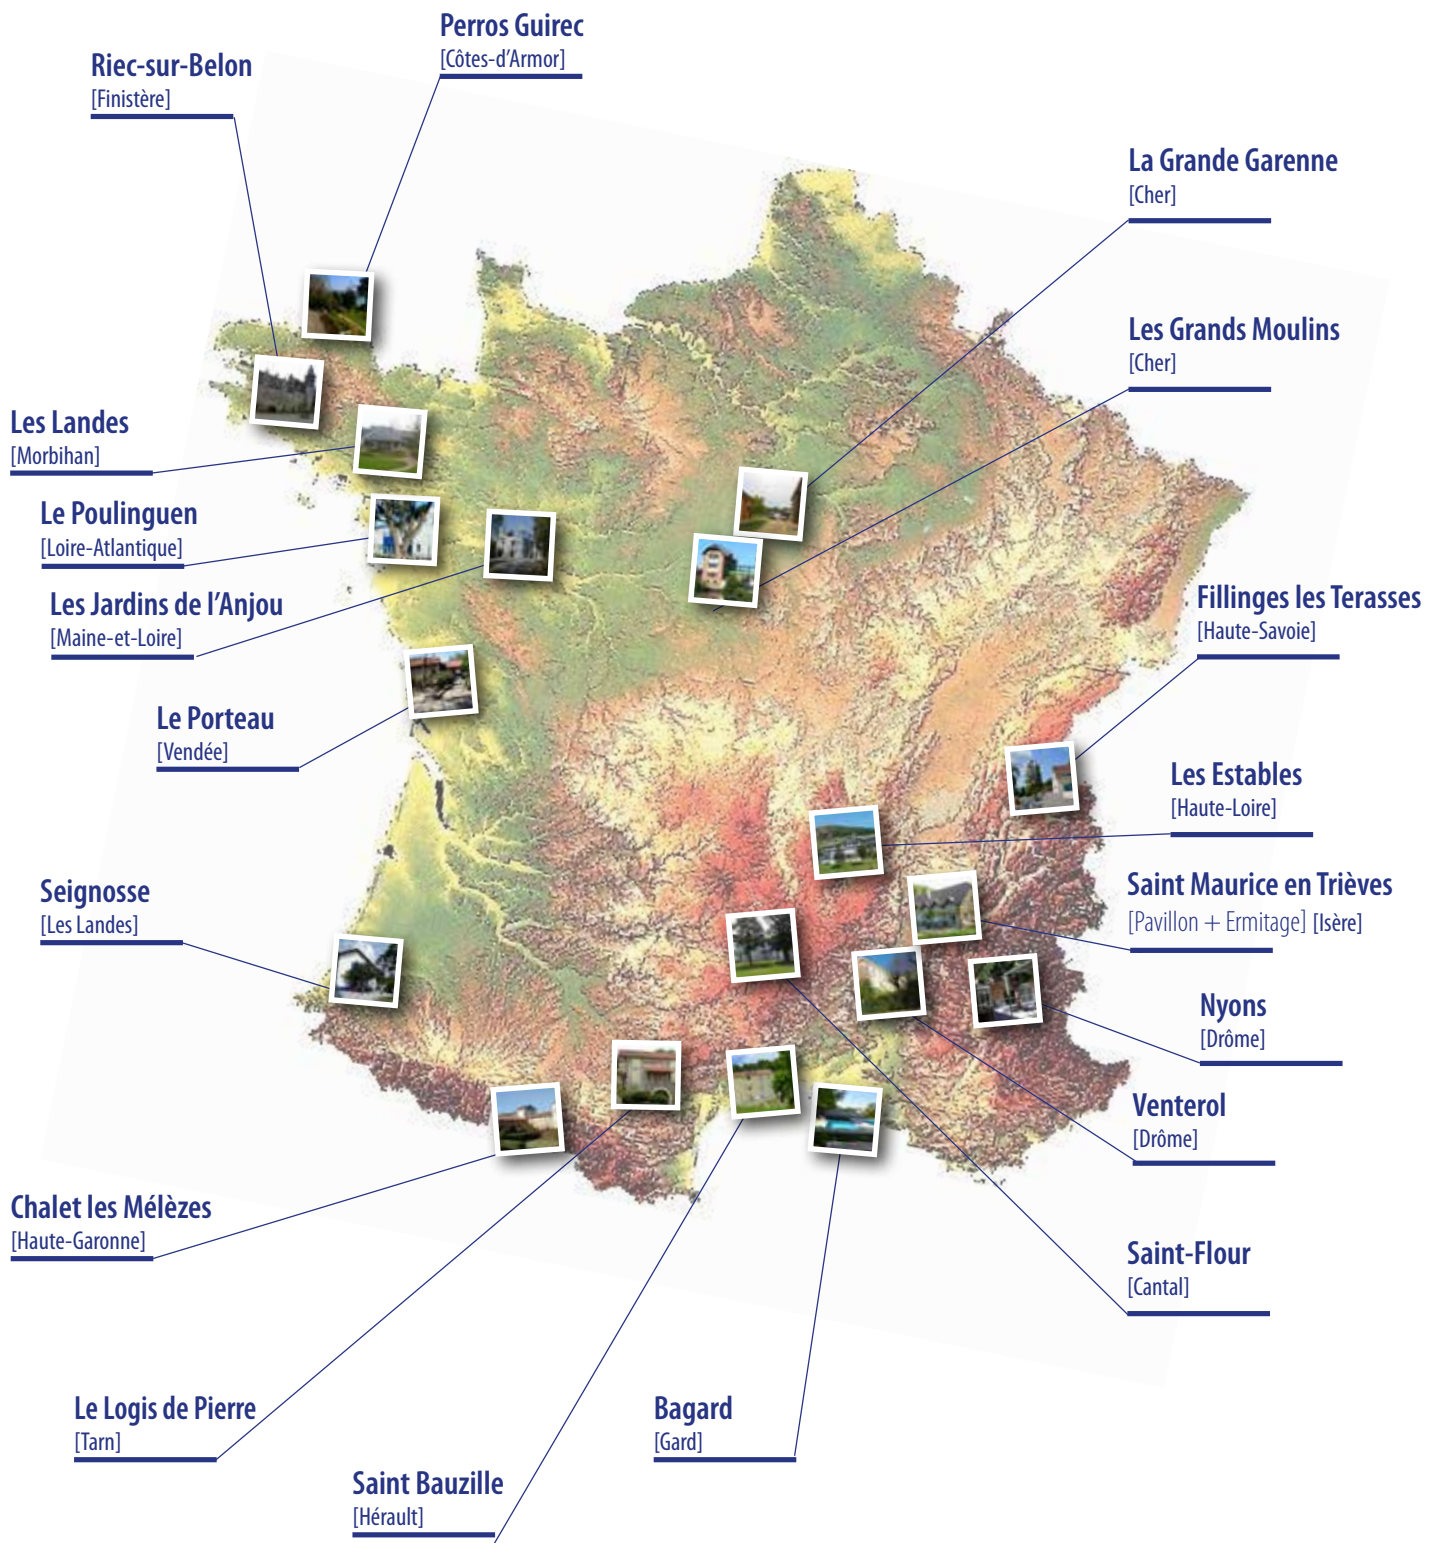 Perros Guirec
[Côtes-d'Armor]
Riec-sur-Belon
[Finistère]
La Grande Garenne
[Cher]
Les Grands Moulins
[Cher]
Les Landes
[Morbihan]
Le Poulinguen
[Loire-Atlantique]
Les Jardins de l'Anjou
[Maine-et-Loire]
Fillinges les Terasses
[Haute-Savoie]
Le Porteau
[Vendée]
Les Estables
[Haute-Loire]
Seignosse
[Les Landes]
Saint Maurice en Trièves
[Pavillon + Ermitage] [Isère]
Nyons
[Drôme]
Venterol
[Drôme]
Chalet les Mélèzes
[Haute-Garonne]
Saint-Flour
[Cantal]
Le Logis de Pierre
[Tarn]
Bagard
[Gard]
Saint Bauzille
[Hérault]